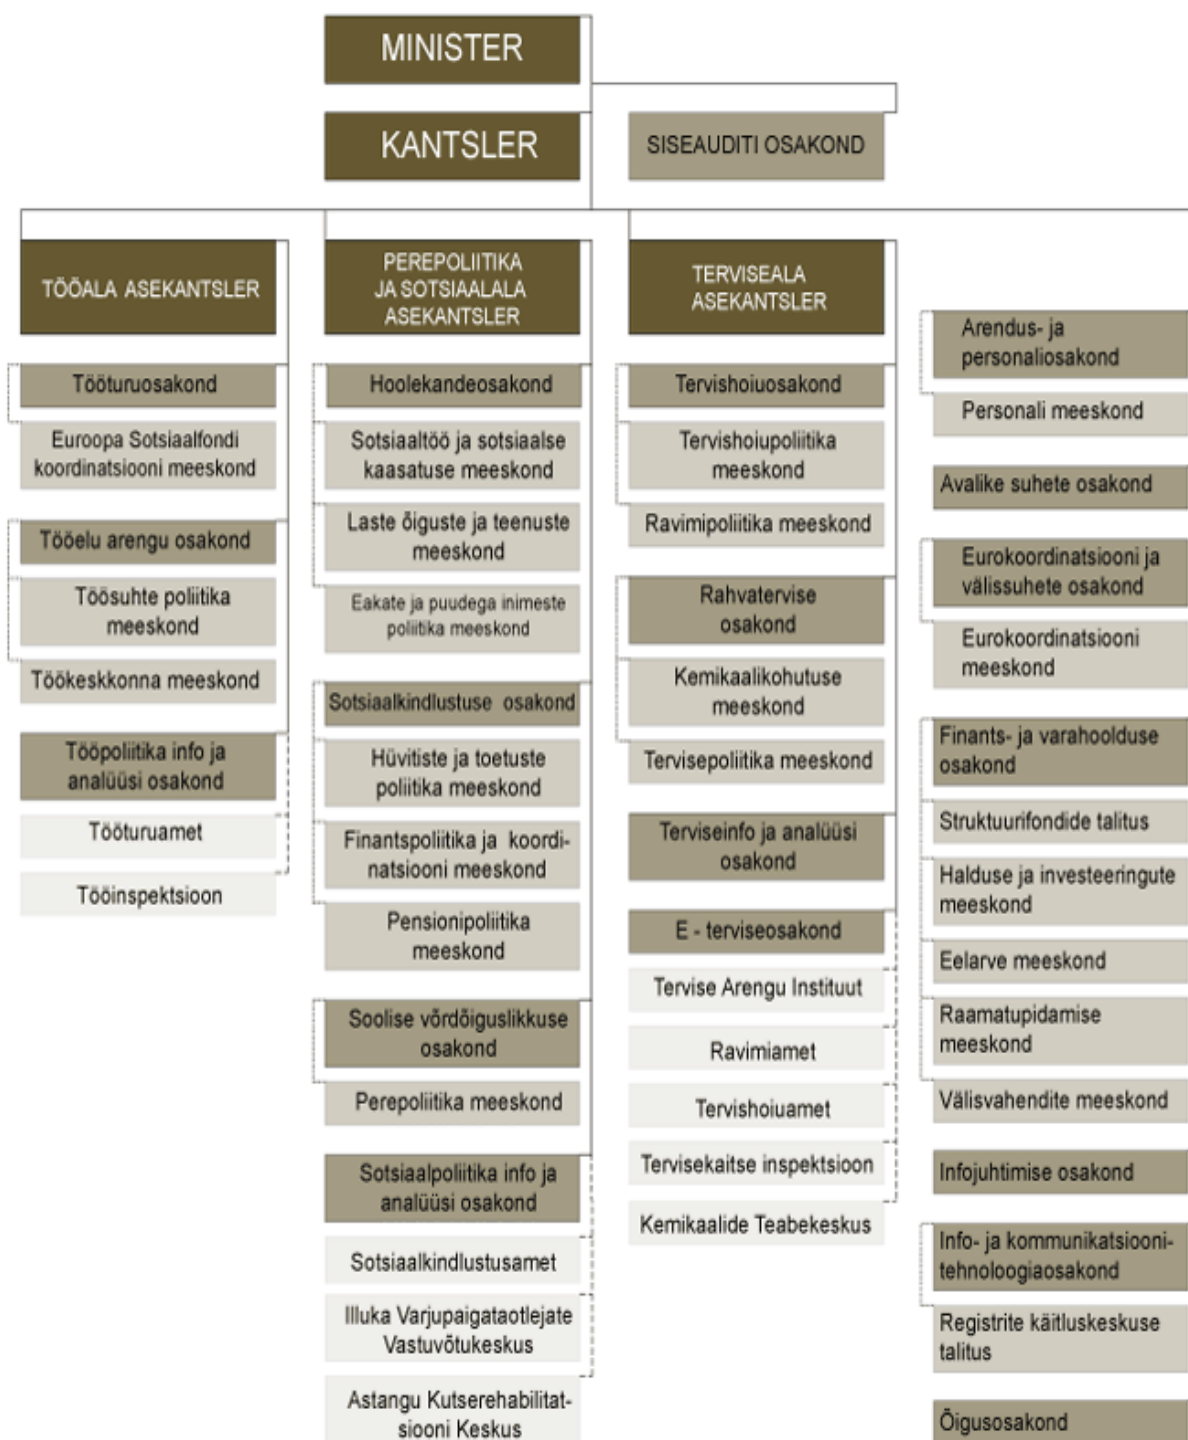 MINISTER
KANTSLER
SISEAUDITI OSAKOND
TÖÖALA ASEKANTSLER
Tööturuosakond
Euroopa Sotsiaalfondi
koordinatsiooni meeskond
Tööelu arengu osakond
Töösuhte poliitika
meeskond
Töökeskkonna meeskond
Tööpoliitika info ja
analüüsi osakond
Tööturuamet
Tööinspektsioon
PEREPOLIITIKA
JA SOTSIAALALA
ASEKANTSLER
Hoolekandeosakond
Sotsiaaltöö ja sotsiaalse
kaasatuse meeskond
Laste õiguste ja teenuste
meeskond
Eakate ja puudega inimeste
poliitika meeskond
Sotsiaalkindlustuse osakond
Hüvitiste ja toetuste
poliitika meeskond
Finantspoliitika ja koordi-
natsiooni meeskond
Pensionipoliitika
meeskond
Soolise võrdõiguslikkuse
osakond
Perepoliitika meeskond
Sotsiaalpoliitika info ja
analüüsi osakond
Sotsiaalkindlustusamet
Illuka Varjupaigataotlejate
Vastuvõtukeskus
Astangu Kutserehabilitat-
siooni Keskus
TERVISEALA
ASEKANTSLER
Tervishoiuosakond
Tervishoiupoliitika
meeskond
Ravimipoliitika meeskond
Rahvatervise
osakond
Kemikaalikohutuse
meeskond
Tervisepoliitika meeskond
Terviseinfo ja analüüsi
osakond
E - terviseosakond
Tervise Arengu Instituut
Ravimiamet
Tervishoiuamet
Tervisekaitse inspektsioon
Kemikaalide Teabekeskus
Arendus- ja
personaliosakond
Personali meeskond
Avalike suhete osakond
Eurokoordinatsiooni ja
välissuhete osakond
Eurokoordinatsiooni
meeskond
Finants- ja varahoolduse
osakond
Struktuurifondide talitus
Halduse ja investeeringute
meeskond
Eelarve meeskond
Raamatupidamise
meeskond
Välisvahendite meeskond
Infojuhtimise osakond
Info- ja kommunikatsiooni-
tehnoloogiaosakond
Registrite käitluskeskuse
talitus
Õigusosakond